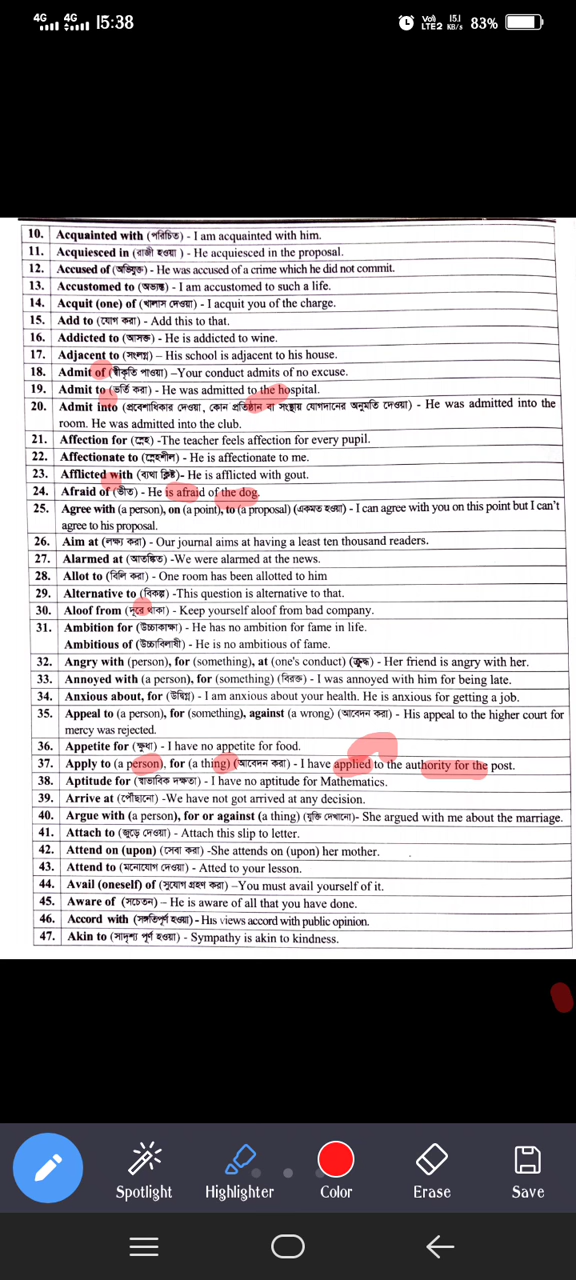 4G 4G 15:38 Vo) LTE2 15.1 KB/s 83%
10. Acquainted with (পরিচিত) - I am acquainted with him.
11. Acquiesced in (রাজী হওয়া ) - He acquiesced in the proposal.
12. Accused of (অভিযুক্ত) – He was accused of a crime which he did not commit.
13. Accustomed to (অভ্যস্ত) – I am accustomed to such a life.
14. Acquit (one) of (খালাস দেওয়া) - I acquit you of the charge.
15. Add to (যোগ করা) - Add this to that.
16. Addicted to (আসক্ত) - He is addicted to wine.
17. Adjacent to (সংলগ্ন) – His school is adjacent to his house.
18. Admit of (স্বীকৃতি পাওয়া) –Your conduct admits of no excuse.
19. Admit to (ভর্তি করা) - He was admitted to the hospital.
20. Admit into (প্রবেশাধিকার দেওয়া, কোন প্রতিষ্ঠান বা সংস্থায় যোগদানের অনুমতি দেওয়া) - He was admitted into the
room. He was admitted into the club.
21. Affection for (স্নেহ) -The teacher feels affection for every pupil.
22. Affectionate to (স্নেহশীল) - He is affectionate to me.
23. Afflicted with (ব্যথা ক্লিষ্ট)- He is afflicted with gout.
24. Afraid of (ভীত) - He is afraid of the dog.
25. Agree with (a person), on (a point), to (a proposal) (একমত হওয়া) - I can agree with you on this point but I can't
agree to his proposal.
26. Aim at (লক্ষ্য করা) - Our journal aims at having a least ten thousand readers.
27. Alarmed at (আতঙ্কিত) -We were alarmed at the news.
28. Allot to (বিলি করা) - One room has been allotted to him
29. Alternative to (বিকল্প) -This question is alternative to that.
30. Aloof from (দূরে থাকা) - Keep yourself aloof from bad company.
31. Ambition for (উচ্চাকাক্ষা) - He has no ambition for fame in life.
Ambitious of (উচ্চাবিলাষী) - He is no ambitious of fame.
32. Angry with (person), for (something), at (one's conduct) (ক্রুদ্ধ) - Her friend is angry with her.
33. Annoyed with (a person), for (something) (বিরক্ত) - I was annoyed with him for being late.
34. Anxious about, for (উদ্বিগ্ন) - I am anxious about your health. He is anxious for getting a job.
35. Appeal to (a person), for (something), against (a wrong) (আবেদন করা) - His appeal to the higher court for
mercy was rejected.
36. Appetite for (ক্ষুধা) - I have no appetite for food.
37. Apply to (a person), for (a thing) (আবেদন করা) - I have applied to the authority for the post.
38. Aptitude for (স্বাভাবিক দক্ষতা) - I have no aptitude for Mathematics.
39. Arrive at (পৌঁছানো) -We have not got arrived at any decision.
40. Argue with (a person), for or against (a thing) (যুক্তি দেখানো)- She argued with me about the marriage.
41. Attach to (জুড়ে দেওয়া) - Attach this slip to letter.
42. Attend on (upon) (সেবা করা) -She attends on (upon) her mother.
43. Attend to (মনোযোগ দেওয়া) - Atted to your lesson.
44. Avail (oneself) of (সুযোগ গ্রহণ করা) –You must avail yourself of it.
45. Aware of (সচেতন) – He is aware of all that you have done.
46. Accord with (সঙ্গতিপূর্ণ হওয়া) - His views accord with public opinion.
47. Akin to (সাদৃশ্য পূর্ণ হওয়া) - Sympathy is akin to kindness.
Spotlight Highlighter Color Erase Save